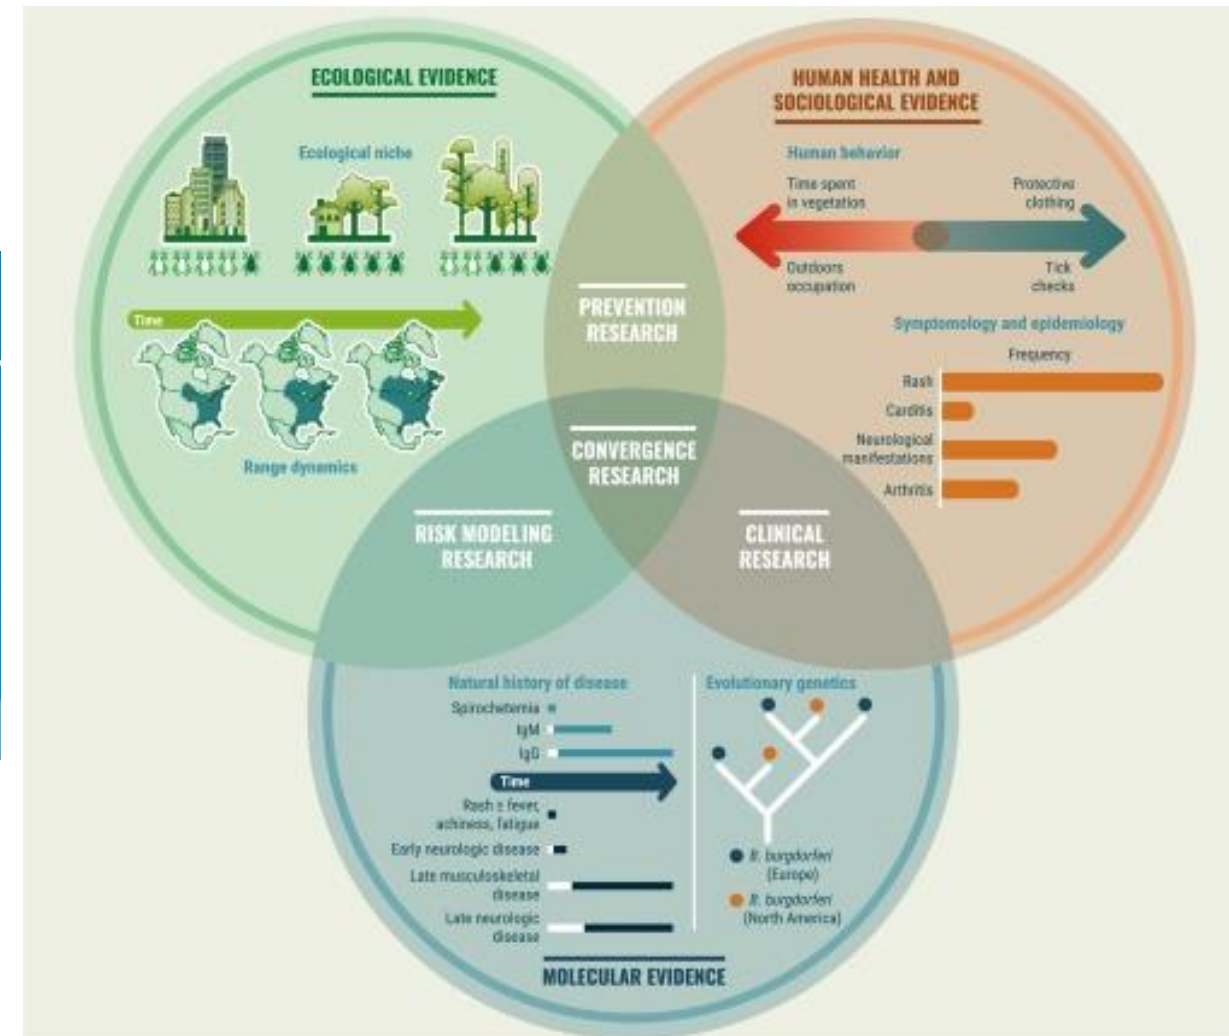 ECOLOGICAL EVIDENCE
Ecological niche
Time
Range dynamics
HUMAN HEALTH AND
SOCIOLOGICAL EVIDENCE
Human behavior
Time spent
in vegetation
Protective
clothing
Outdoors
occupation
Tick
checks
Symptomology and epidemiology
Frequency
Rash
Carditis
Neurological
manifestations
Arthritis
PREVENTION
RESEARCH
CONVERGENCE
RESEARCH
RISK MODELING
RESEARCH
CLINICAL
RESEARCH
Natural history of disease
Spirochetemia
IgM
IgG
Time
Rash ± fever,
achiness, fatigue
Early neurologic disease
Late musculoskeletal
disease
Late neurologic
disease
Evolutionary genetics
B. burgdorferi
(Europe)
B. burgdorferi
(North America)
MOLECULAR EVIDENCE